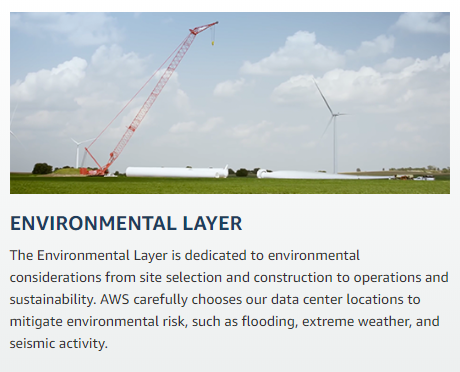 ENVIRONMENTAL LAYER
The Environmental Layer is dedicated to environmental
considerations from site selection and construction to operations and
sustainability. AWS carefully chooses our data center locations to
mitigate environmental risk, such as flooding, extreme weather, and
seismic activity.